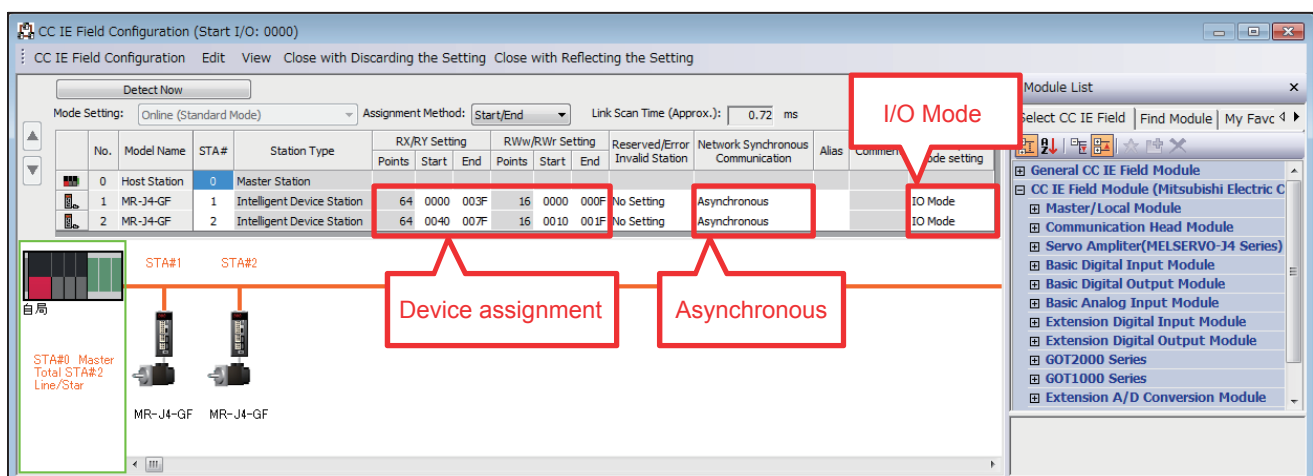 CC IE Field Configuration (Start I/O: 0000)
CC IE Field Configuration Edit View Close with Discarding the Setting Close with Reflecting the Setting
Detect Now
Mode Setting: Online (Standard Mode) Assignment Method: Start/End Link Scan Time (Approx.): 0.72 ms
No. Model Name STA# Station Type RX/RY Setting RWw/RWr Setting Reserved/Error Invalid Station Network Synchronous Communication Alias Comment ode setting
Points Start End Points Start End
0 Host Station 0 Master Station
1 MR-J4-GF 1 Intelligent Device Station 64 0000 003F 16 0000 000F No Setting Asynchronous IO Mode
2 MR-J4-GF 2 Intelligent Device Station 64 0040 007F 16 0010 001F No Setting Asynchronous IO Mode
I/O Mode
Device assignment
Asynchronous
STA#1 STA#2
自局
STA#0 Master
Total STA#2
Line/Star
MR-J4-GF MR-J4-GF
Module List
Select CC IE Field Find Module My Favo
General CC IE Field Module
CC IE Field Module (Mitsubishi Electric C
Master/Local Module
Communication Head Module
Servo Ampliter(MELSERVO-J4 Series)
Basic Digital Input Module
Basic Digital Output Module
Basic Analog Input Module
Extension Digital Input Module
Extension Digital Output Module
GOT2000 Series
GOT1000 Series
Extension A/D Conversion Module